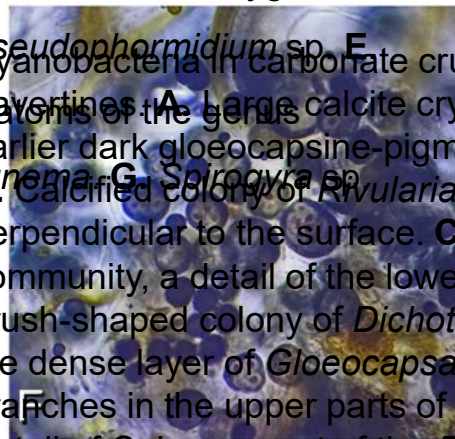 seudophormidium sp. E.
yanobacteria in carbonate cru
avertines. A. Large calcite cry
atoms of the genus
arlier dark gloeocapsine-pigm
nema. G. Spirogyra sp.
. Calcified colony of Rivularia
erpendicular to the surface. C
ommunity, a detail of the lowe
rush-shaped colony of Dichot
e dense layer of Gloeocapsa
ranches in the upper parts of
F